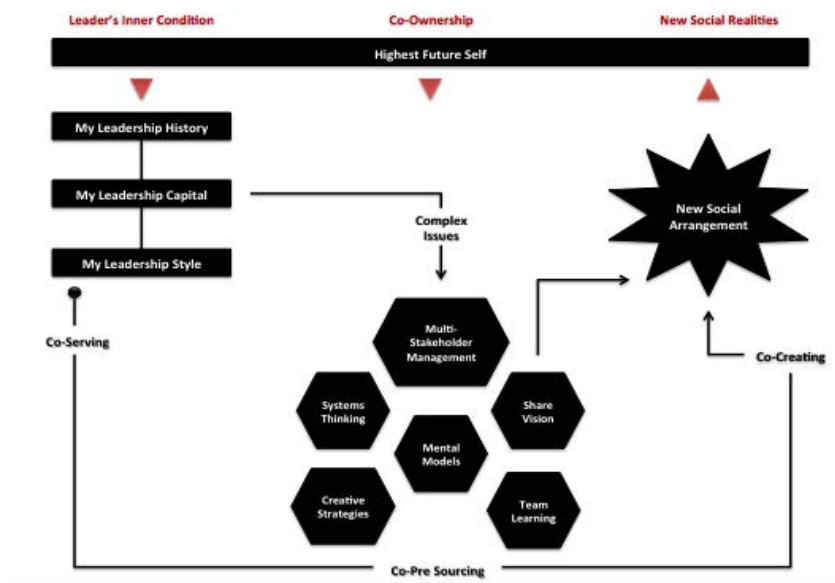 Leader's Inner Condition
Co-Ownership
New Social Realities
Highest Future Self
My Leadership History
My Leadership Capital
My Leadership Style
Complex
Issues
New Social
Arrangement
Co-Serving
Multi-
Stakeholder
Management
Co-Creating
Systems
Thinking
Share
Vision
Mental
Models
Creative
Strategies
Team
Learning
Co-Pre Sourcing